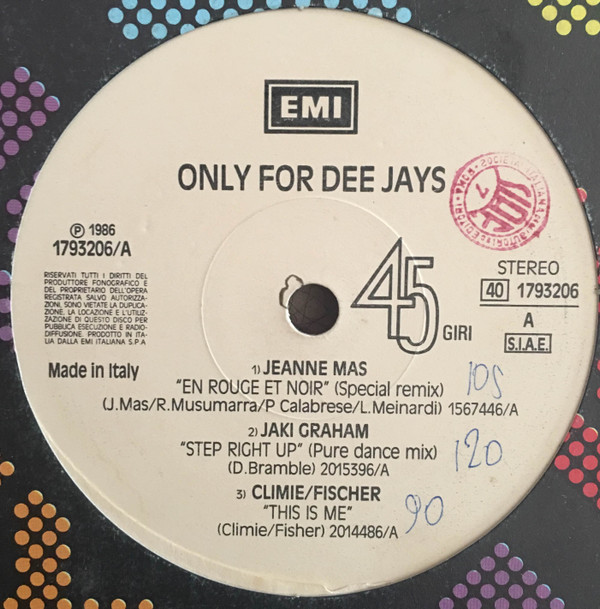 EMI
ONLY FOR DEE JAYS
℗ 1986
1793206/A
RISERVATI TUTTI I DIRITTI DEL
PRODUTTORE FONOGRAFICO E
DEL PROPRIETARIO DELL'OPERA
REGISTRATA SALVO AUTORIZZA-
ZIONI, SONO VIETATE LA DUPLICA-
ZIONE, LA LOCAZIONE E L'UTILIZ-
ZAZIONE DI QUESTO DISCO PER
PUBBLICA ESECUZIONE E RADIO-
DIFFUSIONE. PRODOTTO IN ITA-
LIA DALLA EMI ITALIANA S.P.A
Made in Italy
45 GIRI
STEREO
40 1793206
A
S.I.A.E.
1) JEANNE MAS
"EN ROUGE ET NOIR" (Special remix) 105
(J.Mas/R.Musumarra/P Calabrese/L.Meinardi) 1567446/A
2) JAKI GRAHAM
"STEP RIGHT UP" (Pure dance mix) 120
(D.Bramble) 2015396/A
3) CLIMIE/FISCHER
"THIS IS ME" 90
(Climie/Fisher) 2014486/A